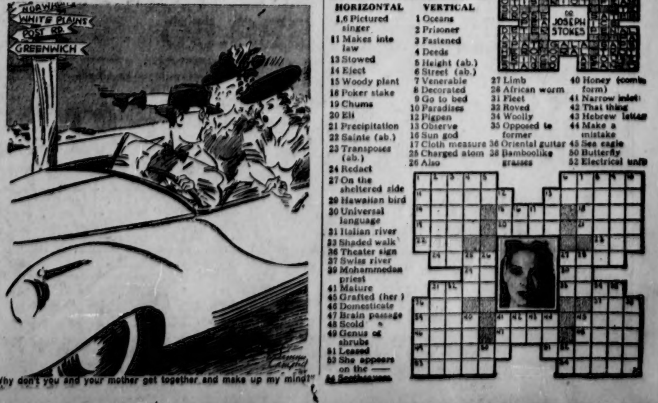 NORWALK
WHITE PLAINS
POST RD.
GREENWICH
Why don't you and your mother get together and make up my mind?"
HORIZONTAL
1,6 Pictured
singer
11 Makes into
law
13 Stowed
14 Eject
15 Woody plant
18 Poker stake
19 Chums
20 Eli
21 Precipitation
22 Sainte (ab.)
23 Transposes
(ab.)
24 Redact
27 On the
sheltered side
29 Hawaiian bird
30 Universal
language
31 Italian river
33 Shaded walk
36 Theater sign
37 Swiss river
39 Mohammedan
priest
41 Mature
45 Grafted (her.)
46 Domesticate
47 Brain passage
48 Scold
49 Genus of
shrubs
51 Leased
53 She appears
on the ——
VERTICAL
1 Oceans
2 Prisoner
3 Fastened
4 Deeds
5 Height (ab.)
6 Street (ab.)
7 Venerable
8 Decorated
9 Go to bed
10 Paradises
12 Pigpen
13 Observe
16 Sun god
17 Cloth measure
25 Charged atom
26 Also
27 Limb
28 African worm
31 Fleet
32 Roved
34 Woolly
35 Opposed to
former
36 Oriental guitar
38 Bamboolike
grasses
40 Honey (comb.
form)
41 Narrow inlet
42 That thing
43 Hebrew letter
44 Make a
mistake
45 Sea eagle
50 Butterfly
52 Electrical unit
DR
JOSEPH
STOKES